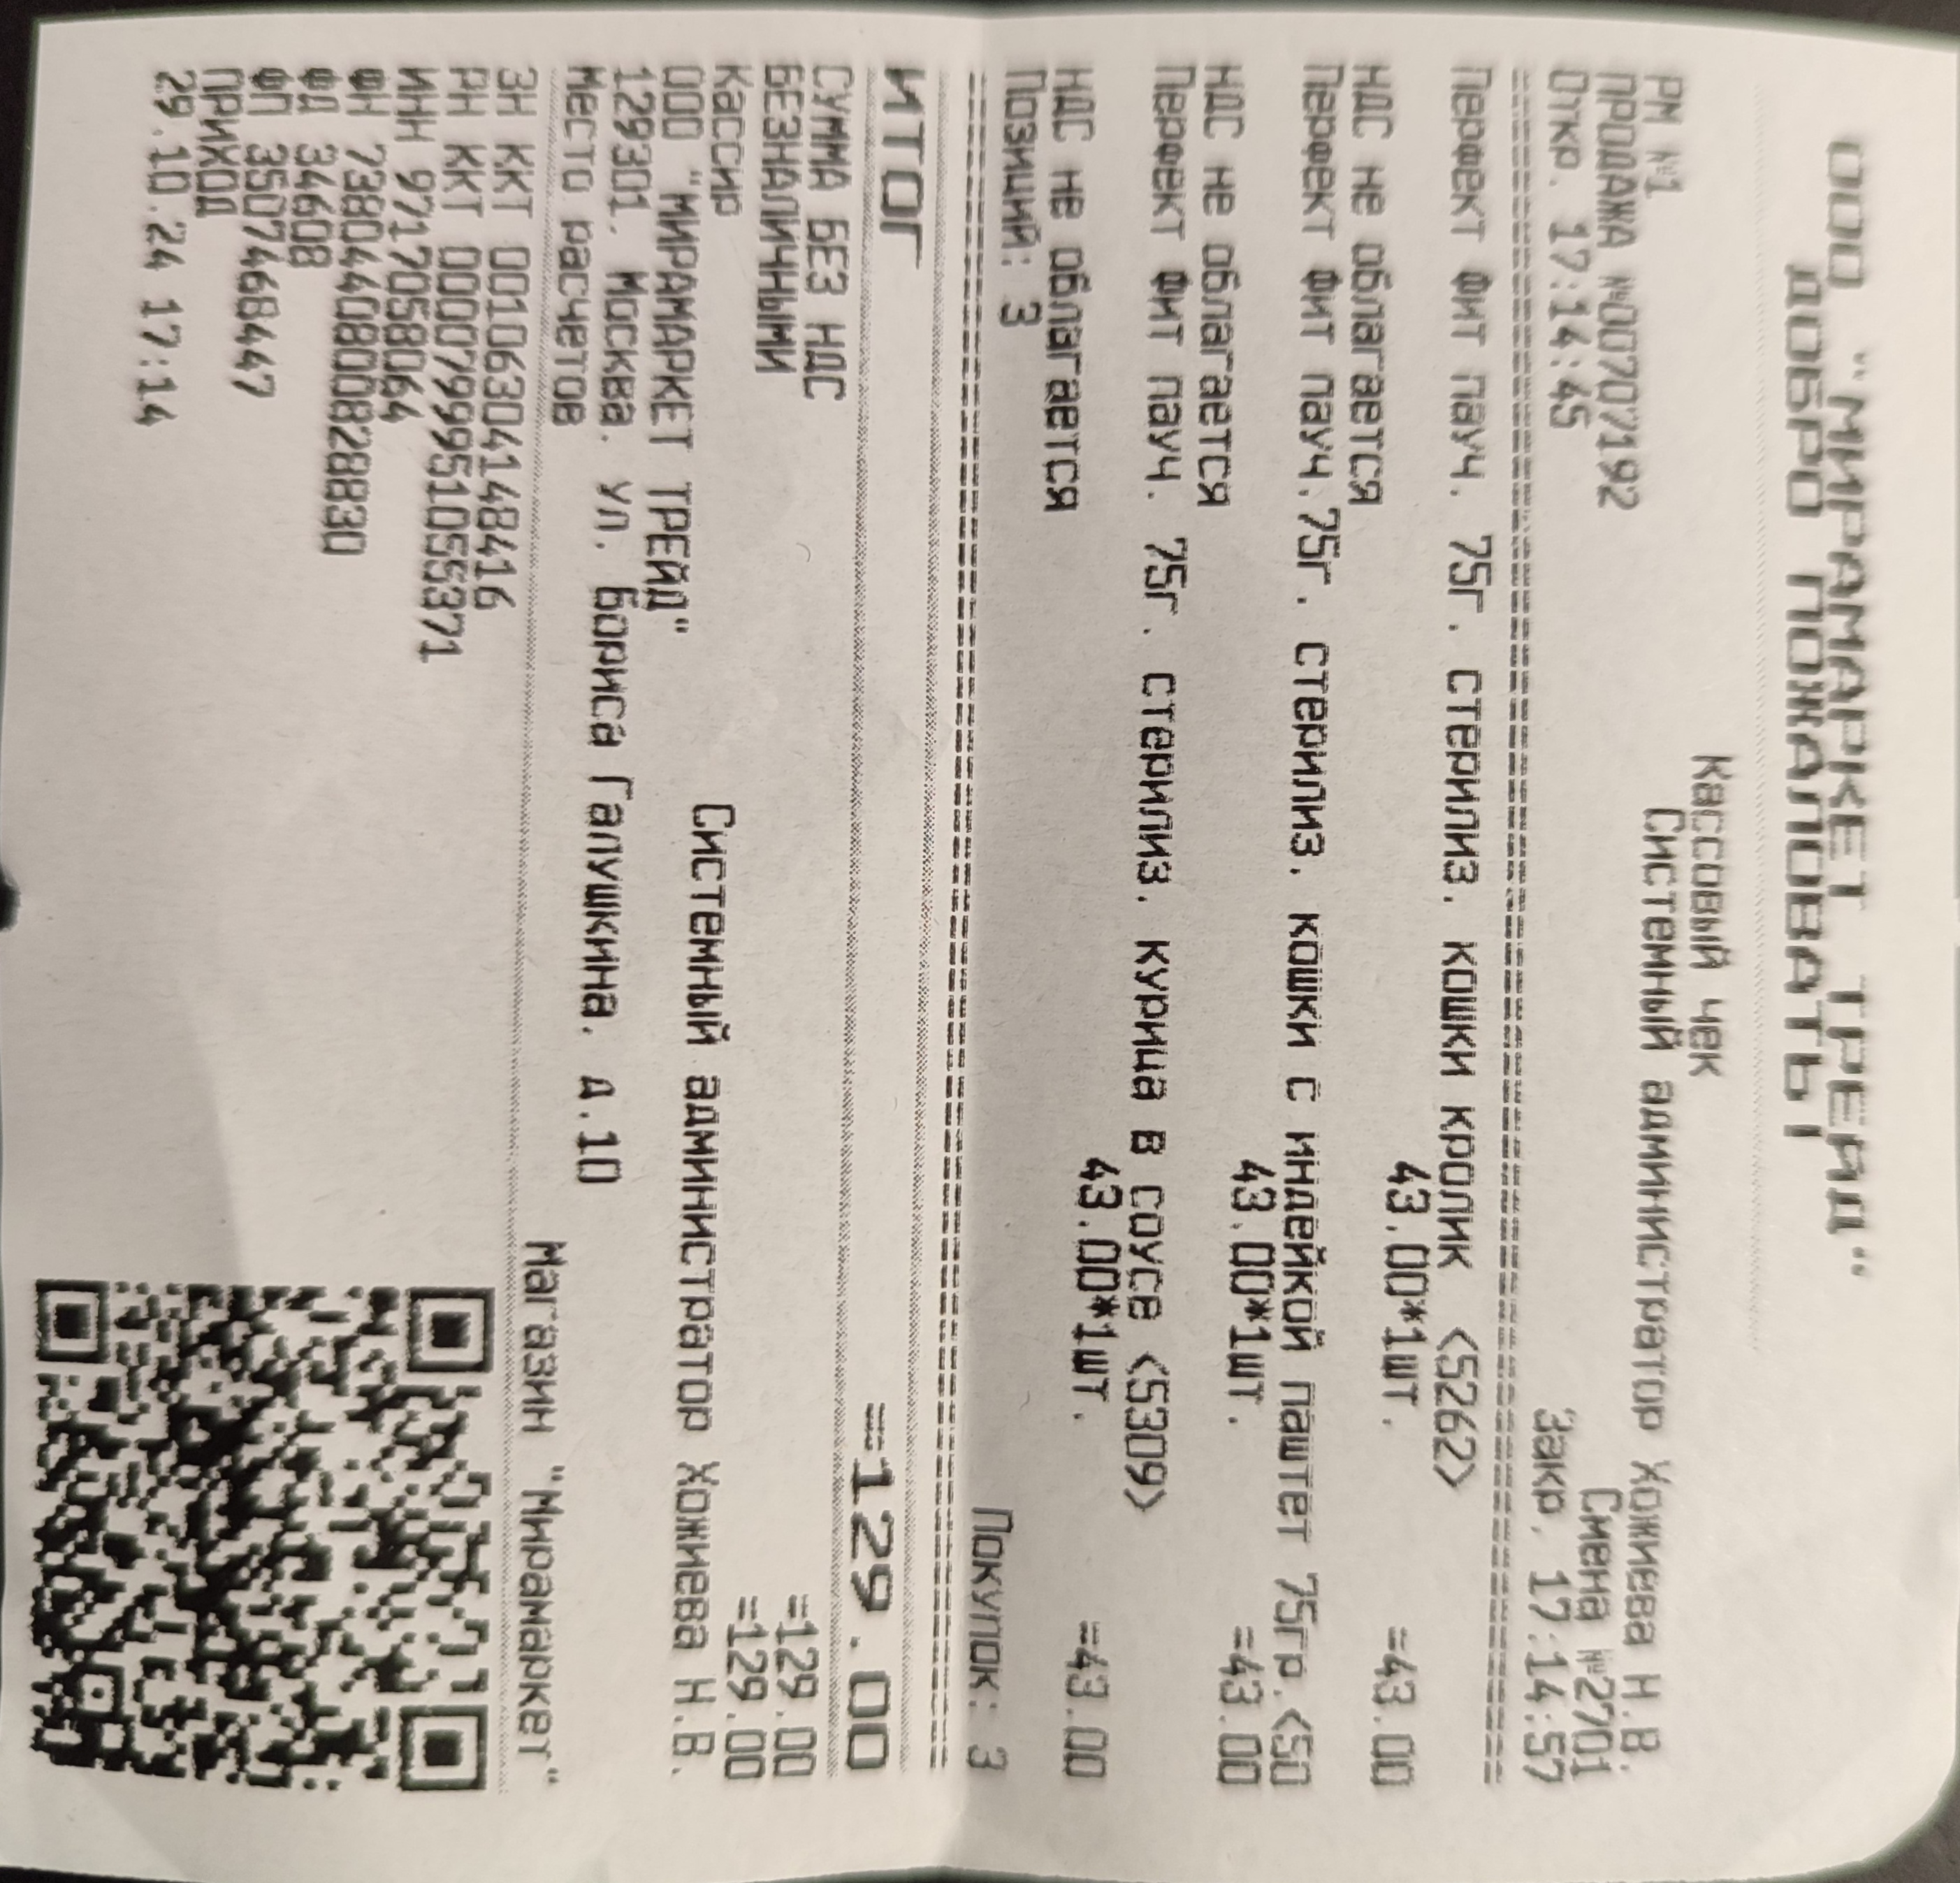 ООО "МИРАМАРКЕТ ТРЕЙД"
ДОБРО ПОЖАЛОВАТЬ!
Кассовый чек
Системный администратор Хожиева Н.В.
РМ №1
ПРОДАЖА №00707192 Смена №2701
Откр. 17:14:45 Закр. 17:14:57
Перфект Фит пауч. 75г. стерилиз. кошки кролик <5262>
43.00*1шт. =43.00
НДС не облагается
Перфект Фит пауч.75г. стерилиз. кошки с индейкой паштет 75гр.<50
43.00*1шт. =43.00
НДС не облагается
Перфект Фит пауч. 75г. стерилиз. курица в соусе <5309>
43.00*1шт. =43.00
НДС не облагается
Позиций: 3 Покупок: 3
ИТОГ =129.00
СУММА БЕЗ НДС =129.00
БЕЗНАЛИЧНЫМИ =129.00
Кассир Системный администратор Хожиева Н.В.
ООО "МИРАМАРКЕТ ТРЕЙД"
129301. Москва. ул. Бориса Галушкина. д.10
Место расчетов Магазин "Мирамаркет"
ЗН ККТ 00106304148416
РН ККТ 0000799951055371
ИНН 9717058064
ФН 7380440800828830
ФД 34608
ФП 3507468447
ПРИХОД
29.10.24 17:14